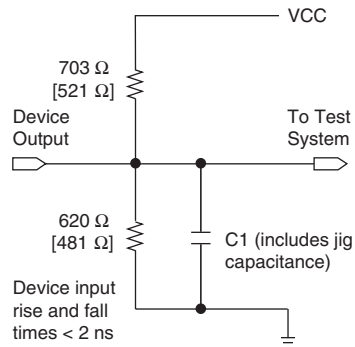 VCC
703 Ω
[521 Ω]
Device
Output
To Test
System
620 Ω
[481 Ω]
C1 (includes jig
capacitance)
Device input
rise and fall
times < 2 ns